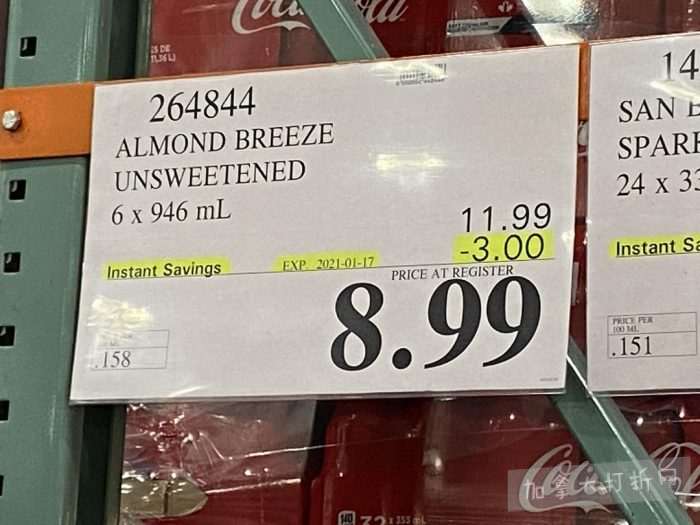 Coca-Cola
264844
ALMOND BREEZE
UNSWEETENED
6 x 946 mL
11.99
-3.00
Instant Savings
EXP. 2021-01-17
PRICE AT REGISTER
8.99
.158
14
SAN
SPAR
24 x 33
Instant Sa
PRICE PER
100 ML
.151
Coca
加拿大打折网